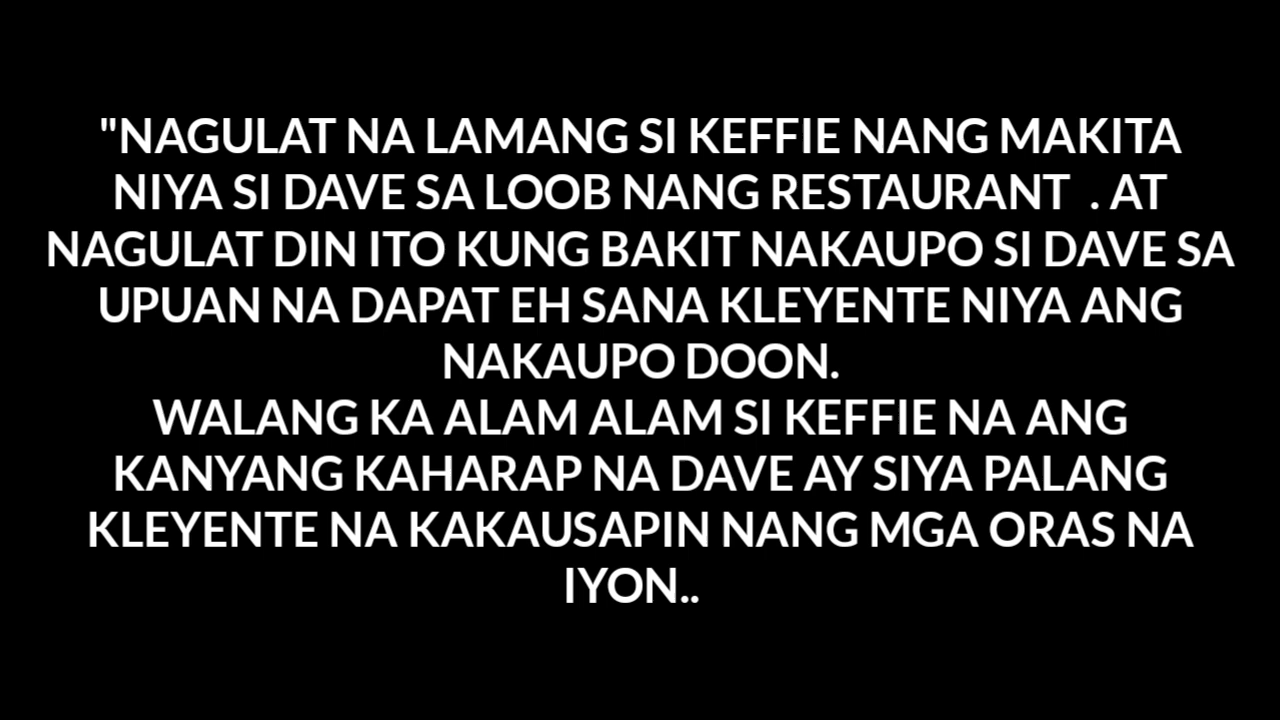 "NAGULAT NA LAMANG SI KEFFIE NANG MAKITA
NIYA SI DAVE SA LOOB NANG RESTAURANT  . AT
NAGULAT DIN ITO KUNG BAKIT NAKAUPO SI DAVE SA
UPUAN NA DAPAT EH SANA KLEYENTE NIYA ANG
NAKAUPO DOON.
WALANG KA ALAM ALAM SI KEFFIE NA ANG
KANYANG KAHARAP NA DAVE AY SIYA PALANG
KLEYENTE NA KAKAUSAPIN NANG MGA ORAS NA
IYON..